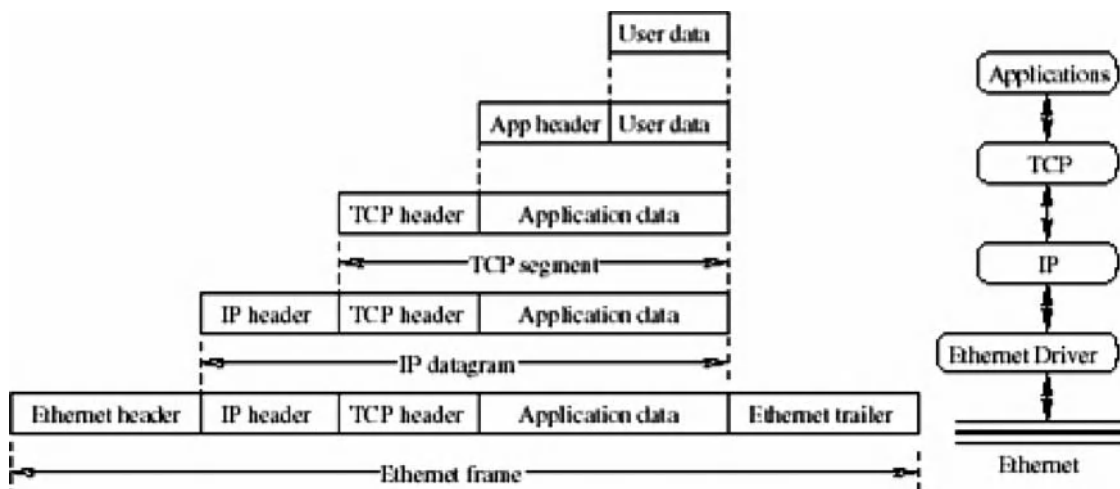 User data
Applications
App header User data
TCP
TCP header Application data
TCP segment
IP
IP header TCP header Application data
IP datagram
Ethernet Driver
Ethernet header IP header TCP header Application data Ethernet trailer
Ethernet frame
Ethernet